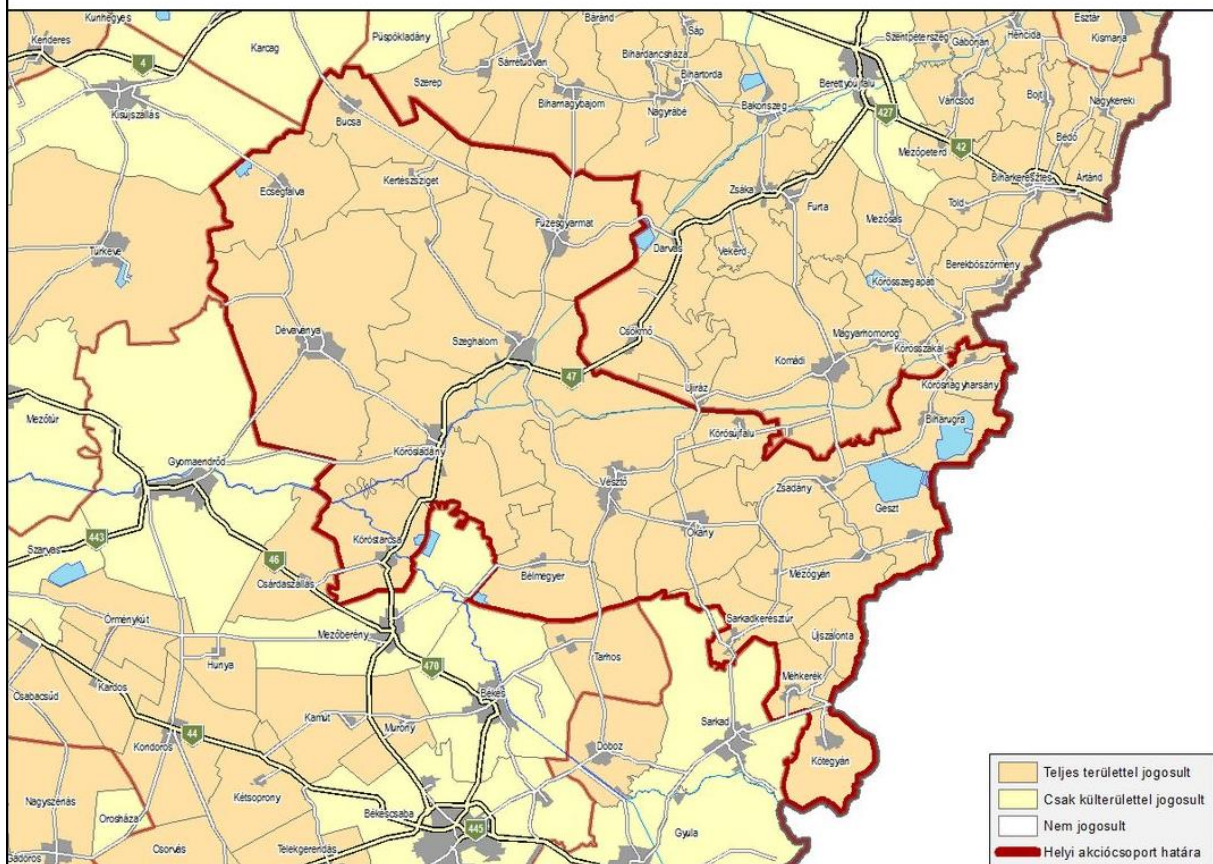 Kunhegyes
Kenderes
4
Kisújszállás
Karcag
Püspökladány
Báránd
Sáp
Sárrétudvari
Szerep
Bihardancsháza
Bihartorda
Biharnagybajom
Nagyrábé
Bakonszeg
Berettyóújfalu
Szentpéterszeg
Gáborján
Hencida
Esztár
Kismarja
Váncsod
Bojt
Nagykereki
427
42
Mezőpeterd
Bedő
Biharkeresztes
Ártánd
Told
Bucsa
Ecsegfalva
Kertészsziget
Füzesgyarmat
Zsáka
Furta
Mezősas
Darvas
Vekerd
Berekböszörmény
Körösszegapáti
Túrkeve
Dévaványa
Szeghalom
47
Csökmő
Komádi
Magyarhomorog
Körösszakál
Újiráz
Körösnagyharsány
Biharugra
Körösújfalu
Mezőtúr
Gyomaendrőd
Körösladány
Vésztő
Zsadány
Geszt
Okány
443
Szarvas
46
Csárdaszállás
Köröstarcsa
Bélmegyer
Mezőgyán
Sarkadkeresztúr
Újszalonta
Örménykút
Mezőberény
Hunya
470
Tarhos
Méhkerék
Csabacsűd
Kardos
Békés
Kamut
Murony
Sarkad
44
Kondoros
Doboz
Kötegyán
Kétsoprony
Nagyszénás
Orosháza
Békéscsaba
445
Gyula
Csorvás
Telekgerendás
Teljes területtel jogosult
Csak külterülettel jogosult
Nem jogosult
Helyi akciócsoport határa